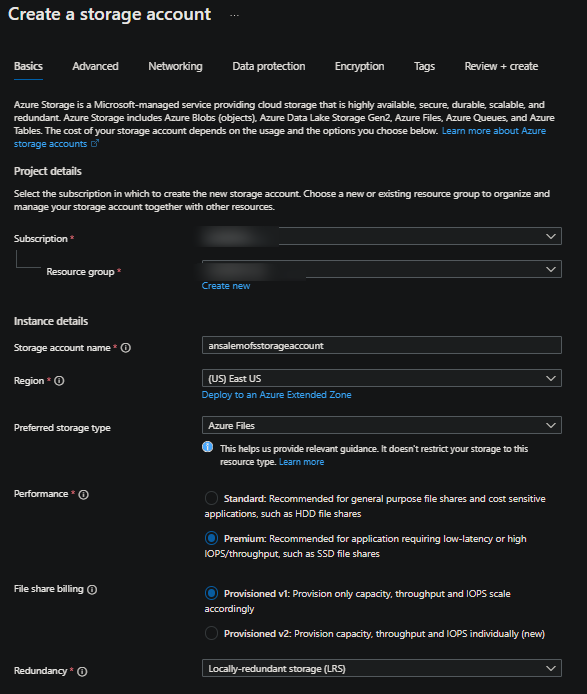 Create a storage account ...
Basics Advanced Networking Data protection Encryption Tags Review + create
Azure Storage is a Microsoft-managed service providing cloud storage that is highly available, secure, durable, scalable, and
redundant. Azure Storage includes Azure Blobs (objects), Azure Data Lake Storage Gen2, Azure Files, Azure Queues, and Azure
Tables. The cost of your storage account depends on the usage and the options you choose below. Learn more about Azure
storage accounts
Project details
Select the subscription in which to create the new storage account. Choose a new or existing resource group to organize and
manage your storage account together with other resources.
Subscription *
Resource group *
Create new
Instance details
Storage account name * ansalemofsstorageaccount
Region * (US) East US
Deploy to an Azure Extended Zone
Preferred storage type Azure Files
This helps us provide relevant guidance. It doesn't restrict your storage to this
resource type. Learn more
Performance * Standard: Recommended for general purpose file shares and cost sensitive
applications, such as HDD file shares
Premium: Recommended for application requiring low-latency or high
IOPS/throughput, such as SSD file shares
File share billing Provisioned v1: Provision only capacity, throughput and IOPS scale
accordingly
Provisioned v2: Provision capacity, throughput and IOPS individually (new)
Redundancy * Locally-redundant storage (LRS)